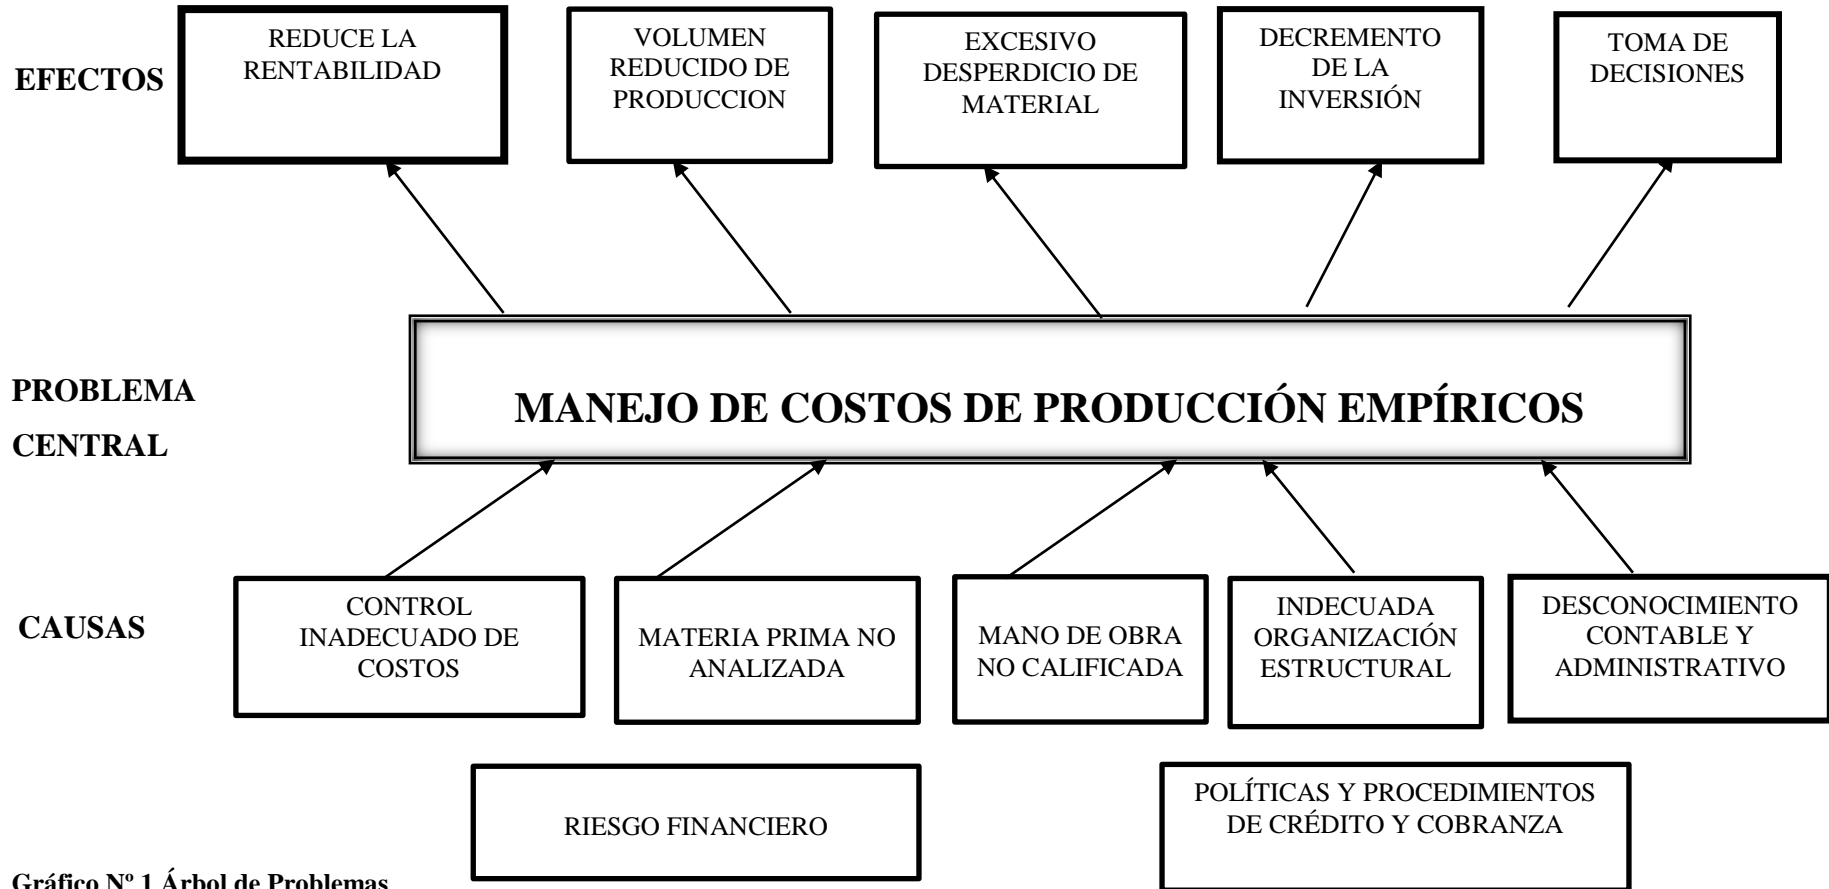 EFECTOS
REDUCE LA
RENTABILIDAD
VOLUMEN
REDUCIDO DE
PRODUCCION
EXCESIVO
DESPERDICIO DE
MATERIAL
DECREMENTO
DE LA
INVERSIÓN
TOMA DE
DECISIONES
PROBLEMA
CENTRAL
MANEJO DE COSTOS DE PRODUCCIÓN EMPÍRICOS
CAUSAS
CONTROL
INADECUADO DE
COSTOS
MATERIA PRIMA NO
ANALIZADA
MANO DE OBRA
NO CALIFICADA
INDECUADA
ORGANIZACIÓN
ESTRUCTURAL
DESCONOCIMIENTO
CONTABLE Y
ADMINISTRATIVO
RIESGO FINANCIERO
POLÍTICAS Y PROCEDIMIENTOS
DE CRÉDITO Y COBRANZA
Gráfico Nº 1 Árbol de Problemas